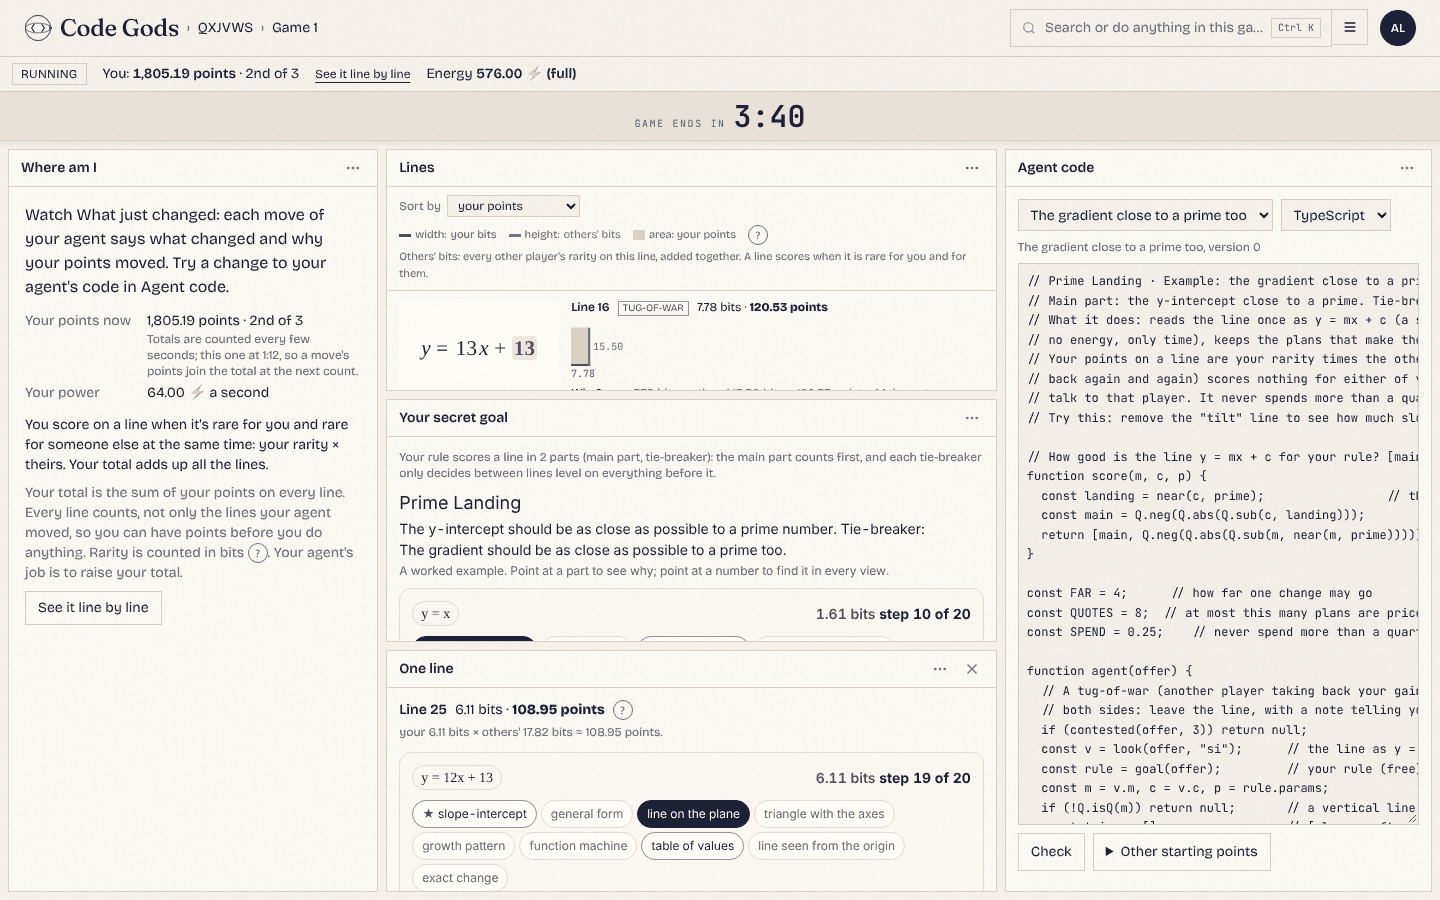 Code Gods › QXJVWS › Game 1
Search or do anything in this ga... Ctrl K ≡ AL
RUNNING You: 1,805.19 points · 2nd of 3 See it line by line Energy 576.00 ⚡ (full)
GAME ENDS IN 3:40
Where am I ···
Watch What just changed: each move of
your agent says what changed and why
your points moved. Try a change to your
agent's code in Agent code.
Your points now 1,805.19 points · 2nd of 3
Totals are counted every few
seconds; this one at 1:12, so a move's
points join the total at the next count.
Your power 64.00 ⚡ a second
You score on a line when it's rare for you and rare
for someone else at the same time: your rarity ×
theirs. Your total adds up all the lines.
Your total is the sum of your points on every line.
Every line counts, not only the lines your agent
moved, so you can have points before you do
anything. Rarity is counted in bits ?. Your agent's
job is to raise your total.
See it line by line
Lines ···
Sort by your points
width: your bits height: others' bits area: your points ?
Others' bits: every other player's rarity on this line, added together. A line scores when it is rare for you and for
them.
Line 16 TUG-OF-WAR 7.78 bits · 120.53 points
y = 13x + 13
15.50
7.78
Your secret goal ···
Your rule scores a line in 2 parts (main part, tie-breaker): the main part counts first, and each tie-breaker
only decides between lines level on everything before it.
Prime Landing
The y-intercept should be as close as possible to a prime number. Tie-breaker:
The gradient should be as close as possible to a prime too.
A worked example. Point at a part to see why; point at a number to find it in every view.
y = x 1.61 bits step 10 of 20
One line ··· ×
Line 25 6.11 bits · 108.95 points ?
your 6.11 bits × others' 17.82 bits = 108.95 points.
y = 12x + 13 6.11 bits step 19 of 20
★ slope-intercept general form line on the plane triangle with the axes
growth pattern function machine table of values line seen from the origin
exact change
Agent code ···
The gradient close to a prime too TypeScript
The gradient close to a prime too, version 0
// Prime Landing · Example: the gradient close to a pri
// Main part: the y-intercept close to a prime. Tie-bre
// What it does: reads the line once as y = mx + c (a s
// no energy, only time), keeps the plans that make the
// Your points on a line are your rarity times the othe
// back again and again) scores nothing for either of y
// talk to that player. It never spends more than a qua
// Try this: remove the "tilt" line to see how much slo
// How good is the line y = mx + c for your rule? [main
function score(m, c, p) {
const landing = near(c, prime); // th
const main = Q.neg(Q.abs(Q.sub(c, landing)));
return [main, Q.neg(Q.abs(Q.sub(m, near(m, prime))))]
}
const FAR = 4; // how far one change may go
const QUOTES = 8; // at most this many plans are price
const SPEND = 0.25; // never spend more than a quar
function agent(offer) {
// A tug-of-war (another player taking back your gain
// both sides: leave the line, with a note telling yo
if (contested(offer, 3)) return null;
const v = look(offer, "si"); // the line as y =
const rule = goal(offer); // your rule (free)
const m = v.m, c = v.c, p = rule.params;
if (!Q.isQ(m)) return null; // a vertical line
Check ▶ Other starting points